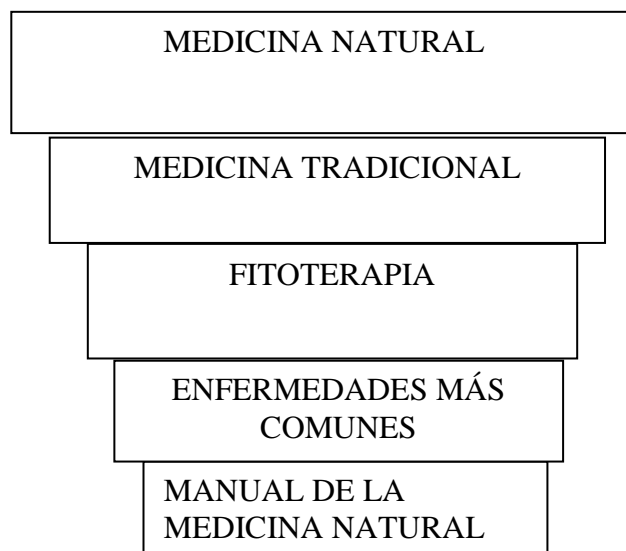 MEDICINA NATURAL
MEDICINA TRADICIONAL
FITOTERAPIA
ENFERMEDADES MÁS
COMUNES
MANUAL DE LA
MEDICINA NATURAL